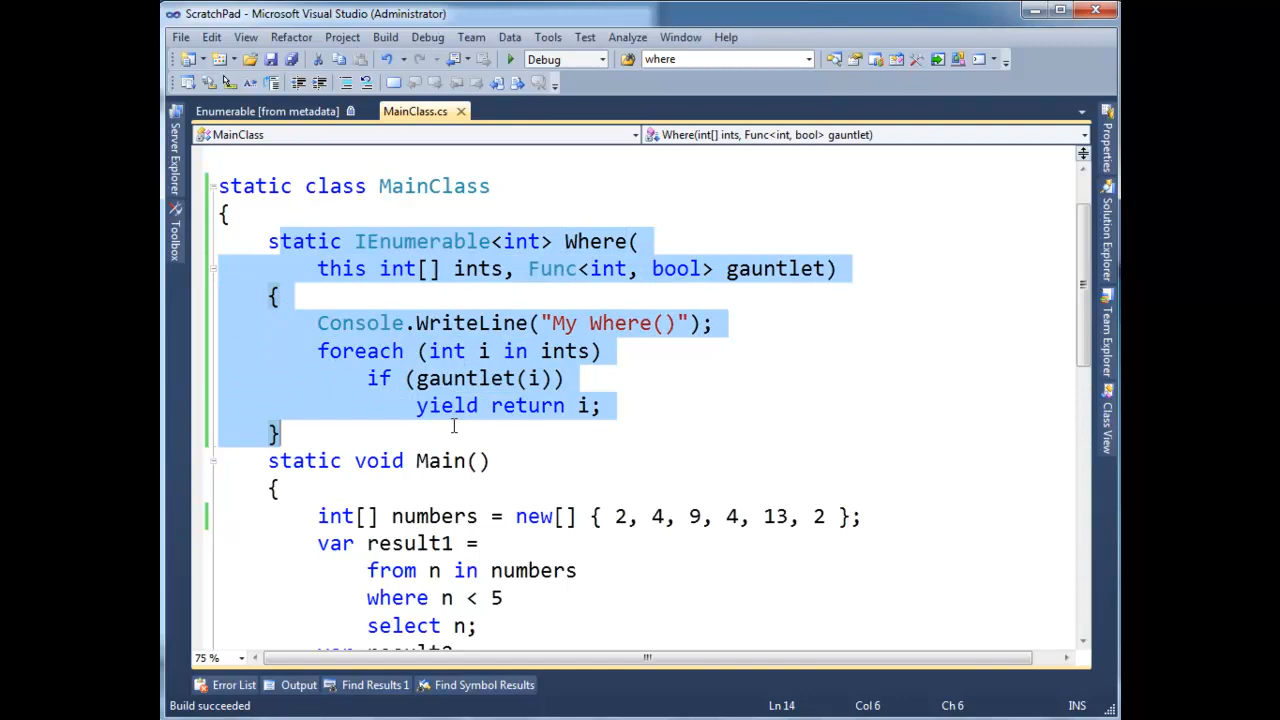 ScratchPad - Microsoft Visual Studio (Administrator)
File Edit View Refactor Project Build Debug Team Data Tools Test Analyze Window Help
Debug where
Enumerable [from metadata] MainClass.cs
MainClass Where(int[] ints, Func<int, bool> gauntlet)
Server Explorer
Toolbox
static class MainClass
{
static IEnumerable<int> Where(
this int[] ints, Func<int, bool> gauntlet)
{
Console.WriteLine("My Where()");
foreach (int i in ints)
if (gauntlet(i))
yield return i;
}
static void Main()
{
int[] numbers = new[] { 2, 4, 9, 4, 13, 2 };
var result1 =
from n in numbers
where n < 5
select n;
Properties
Solution Explorer
Team Explorer
Class View
75 %
Error List Output Find Results 1 Find Symbol Results
Build succeeded Ln 14 Col 6 Ch 6 INS